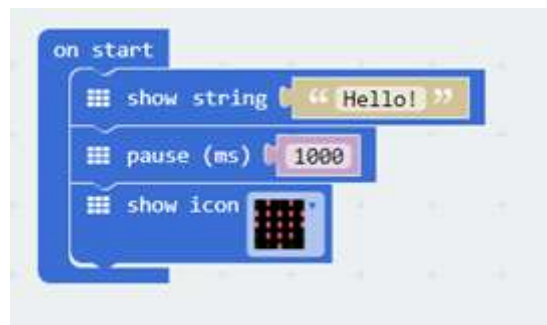 on start
show string “ Hello! ”
pause (ms) 1000
show icon